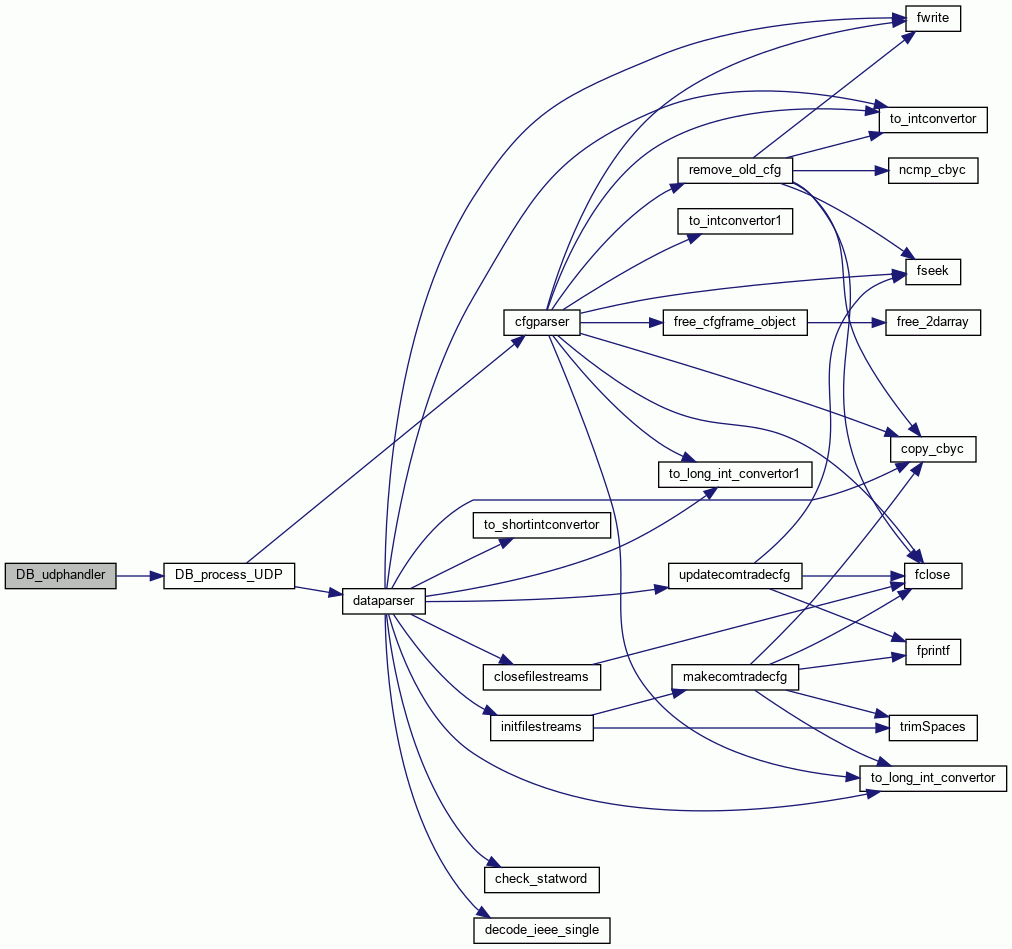 fwrite
to_intconvertor
remove_old_cfg
ncmp_cbyc
to_intconvertor1
fseek
cfgparser
free_cfgframe_object
free_2darray
copy_cbyc
to_long_int_convertor1
to_shortintconvertor
DB_udphandler
DB_process_UDP
updatecomtradecfg
fclose
dataparser
fprintf
closefilestreams
makecomtradecfg
initfilestreams
trimSpaces
to_long_int_convertor
check_statword
decode_ieee_single